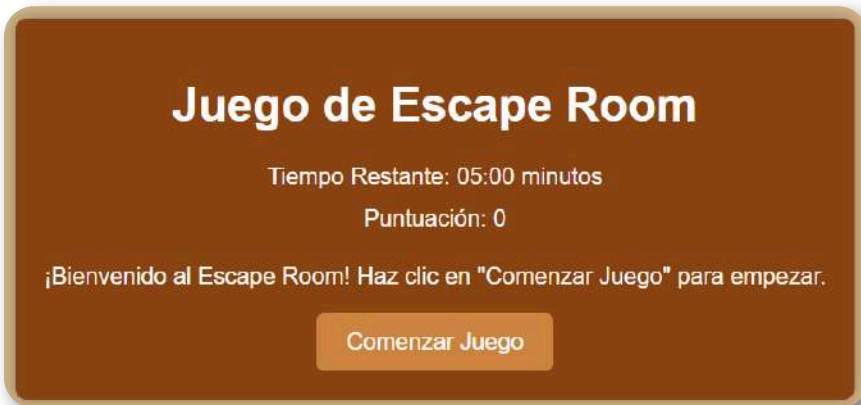 Juego de Escape Room
Tiempo Restante: 05:00 minutos
Puntuación: 0
¡Bienvenido al Escape Room! Haz clic en "Comenzar Juego" para empezar.
Comenzar Juego